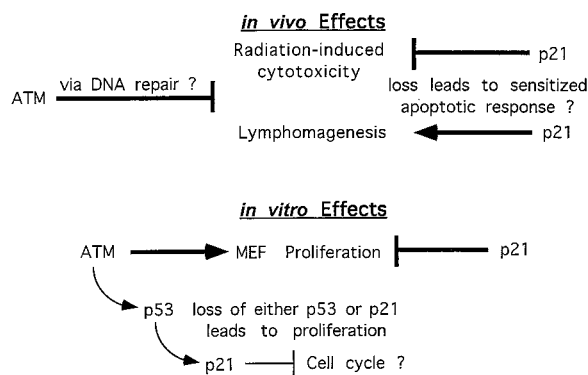 in vivo Effects
Radiation-induced
cytotoxicity
p21
via DNA repair ?
ATM
loss leads to sensitized
apoptotic response ?
Lymphomagenesis
p21
in vitro Effects
ATM
MEF Proliferation
p21
p53
loss of either p53 or p21
leads to proliferation
p21
Cell cycle ?